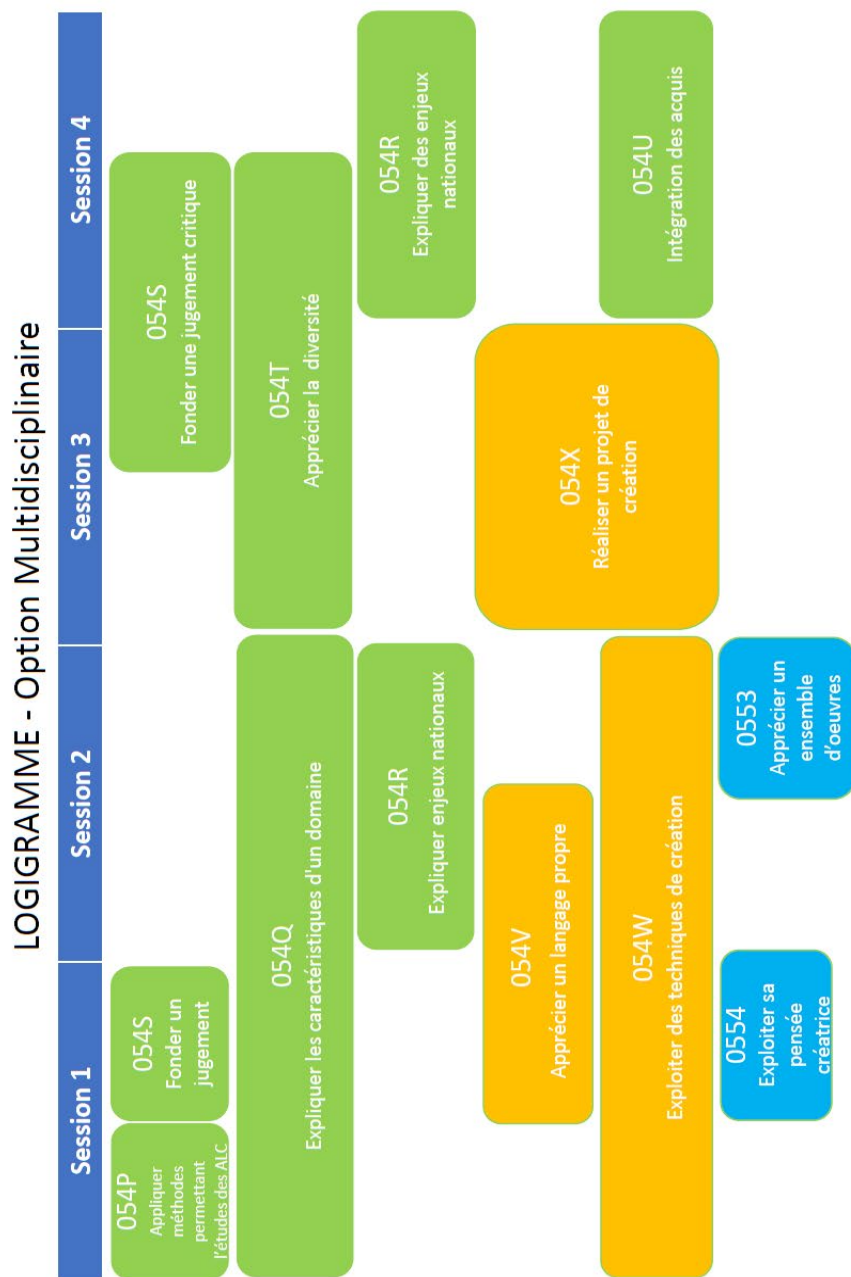 LOGIGRAMME - Option Multidisciplinaire
Session 1
Session 2
Session 3
Session 4
054P
Appliquer
méthodes
permettant
l'études des ALC
054S
Fonder un
jugement
054S
Fonder une jugement critique
054Q
Expliquer les caractéristiques d'un domaine
054T
Apprécier la diversité
054R
Expliquer enjeux nationaux
054R
Expliquer des enjeux
nationaux
054V
Apprécier un langage propre
054X
Réaliser un projet de
création
054W
Exploiter des techniques de création
054U
Intégration des acquis
0554
Exploiter sa
pensée
créatrice
0553
Apprécier un
ensemble
d'oeuvres